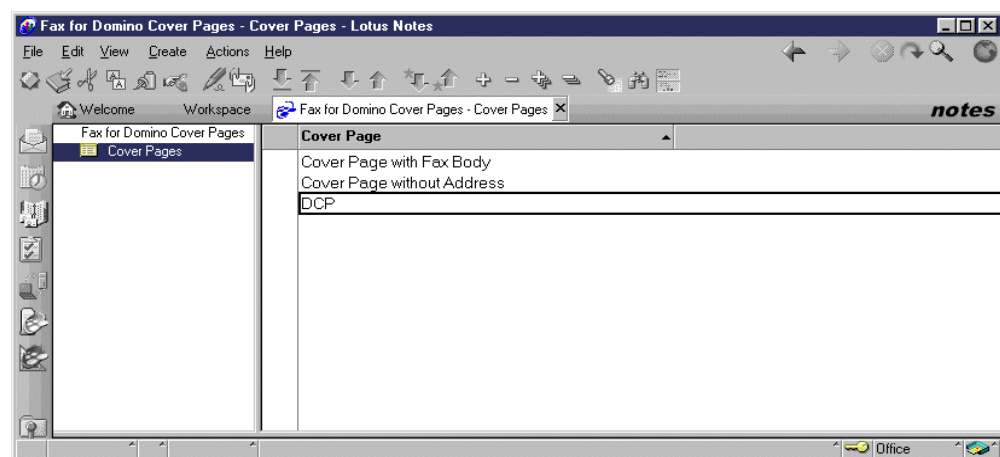 Fax for Domino Cover Pages - Cover Pages - Lotus Notes
File Edit View Create Actions Help
Welcome Workspace Fax for Domino Cover Pages - Cover Pages notes
Fax for Domino Cover Pages
Cover Pages
Cover Page
Cover Page with Fax Body
Cover Page without Address
DCP
Office